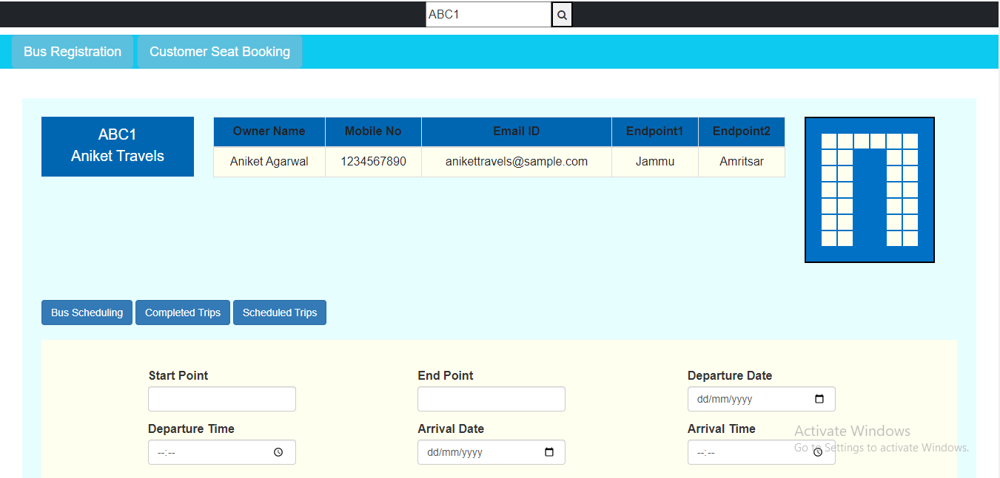 ABC1
Bus Registration Customer Seat Booking
ABC1
Aniket Travels
Owner Name Mobile No Email ID Endpoint1 Endpoint2
Aniket Agarwal 1234567890 anikettravels@sample.com Jammu Amritsar
Bus Scheduling Completed Trips Scheduled Trips
Start Point End Point Departure Date
dd/mm/yyyy
Departure Time Arrival Date Arrival Time
--:-- dd/mm/yyyy --:--
Activate Windows
Go to Settings to activate Windows.